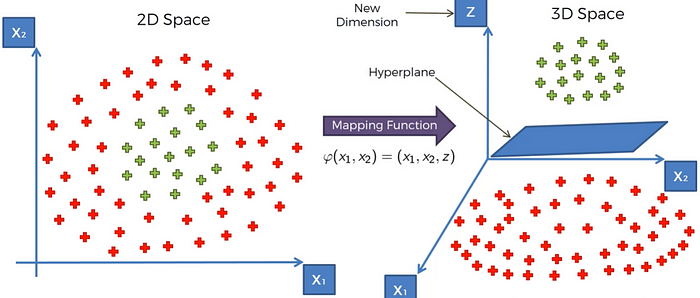 2D Space
X2
X1
Mapping Function
φ(x1, x2) = (x1, x2, z)
New
Dimension
Z
3D Space
Hyperplane
X2
X1